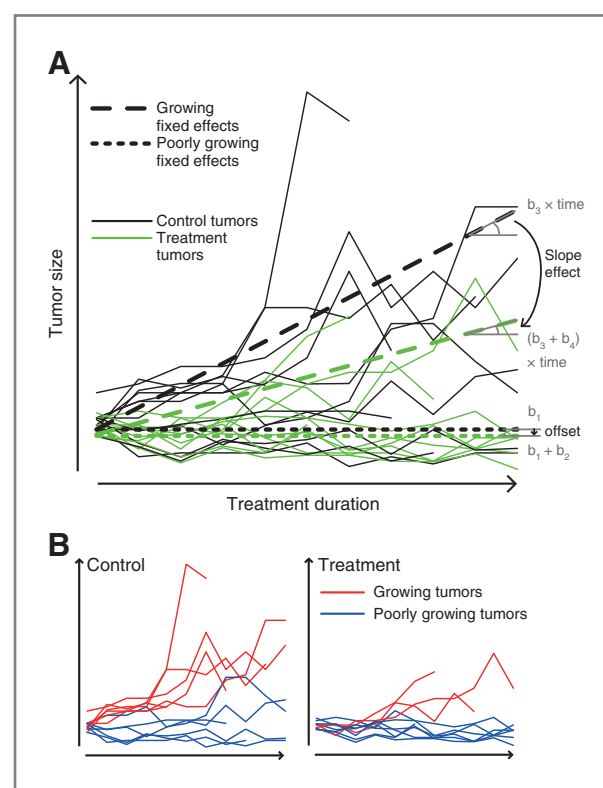 A
Growing
fixed effects
Poorly growing
fixed effects
Control tumors
Treatment
tumors
Tumor size
b3 × time
Slope
effect
(b3 + b4)
× time
b1
offset
b1 + b2
Treatment duration
B
Control
Treatment
Growing tumors
Poorly growing tumors